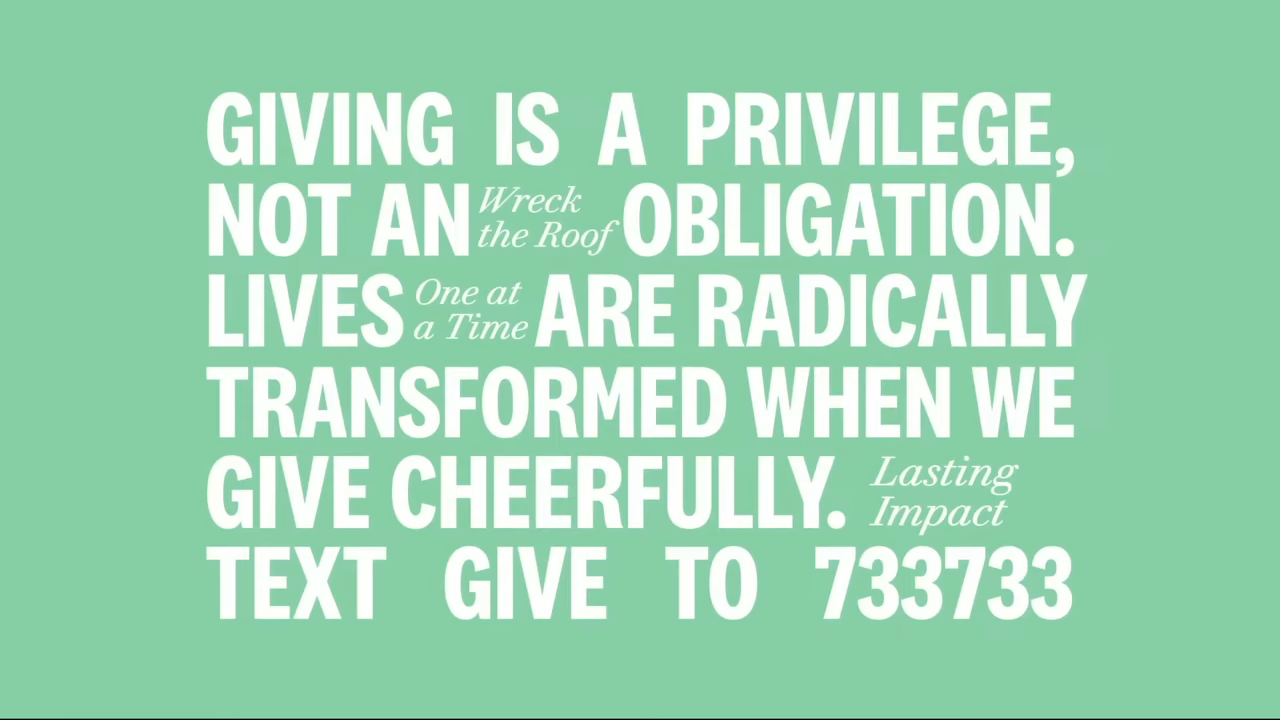 GIVING IS A PRIVILEGE,
NOT AN Wreck the Roof OBLIGATION.
LIVES One at a Time ARE RADICALLY
TRANSFORMED WHEN WE
GIVE CHEERFULLY. Lasting Impact
TEXT GIVE TO 733733